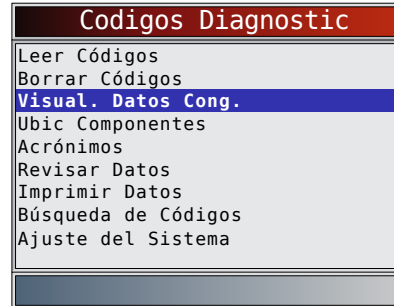 Codigos Diagnostic
Leer Códigos
Borrar Códigos
Visual. Datos Cong.
Ubic Componentes
Acrónimos
Revisar Datos
Imprimir Datos
Búsqueda de Códigos
Ajuste del Sistema